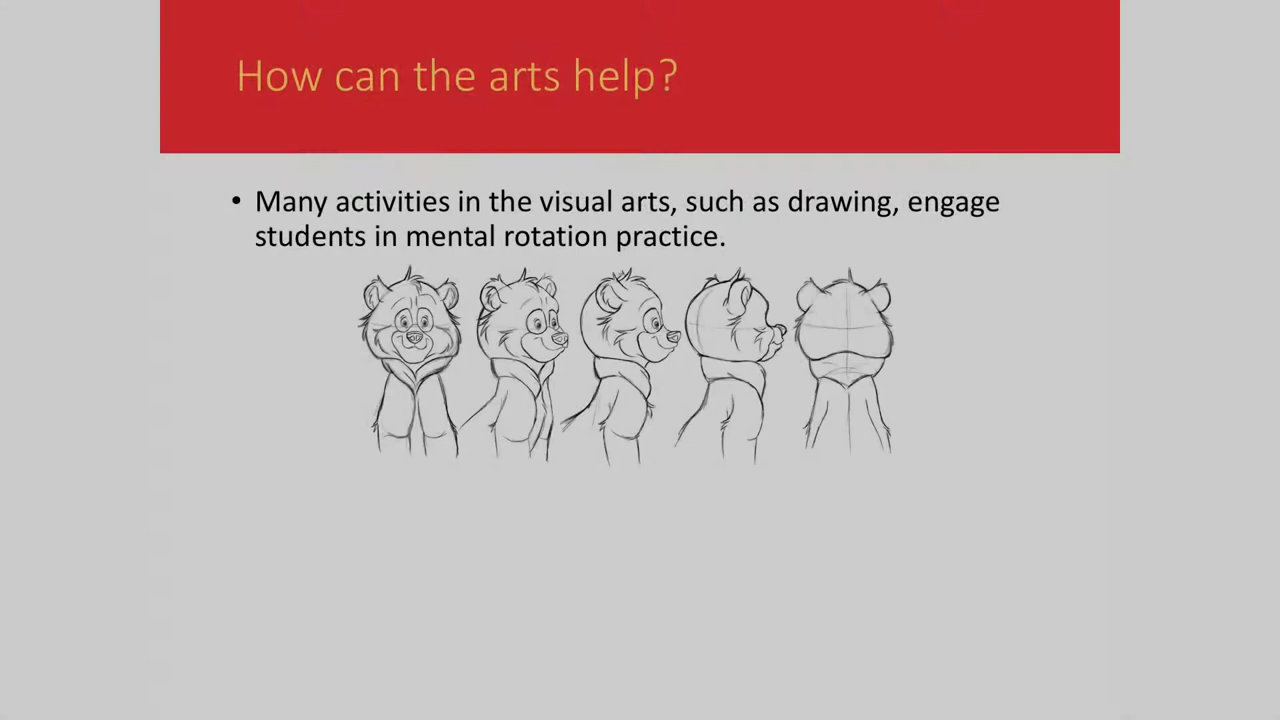 How can the arts help?
• Many activities in the visual arts, such as drawing, engage
students in mental rotation practice.